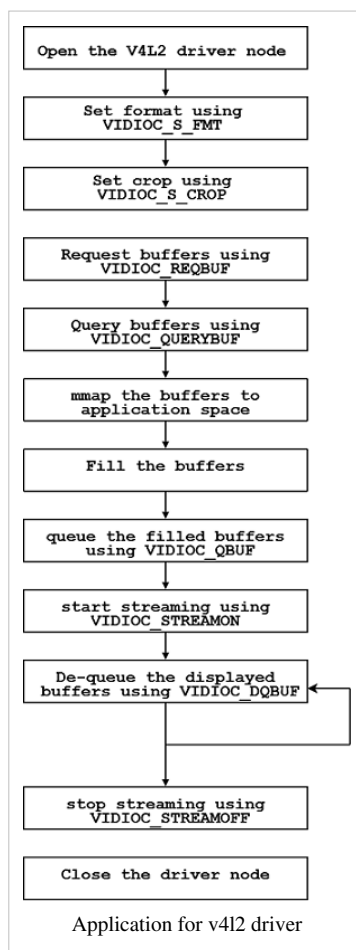 Open the V4L2 driver node
Set format using
VIDIOC_S_FMT
Set crop using
VIDIOC_S_CROP
Request buffers using
VIDIOC_REQBUF
Query buffers using
VIDIOC_QUERYBUF
mmap the buffers to
application space
Fill the buffers
queue the filled buffers
using VIDIOC_QBUF
start streaming using
VIDIOC_STREAMON
De-queue the displayed
buffers using VIDIOC_DQBUF
stop streaming using
VIDIOC_STREAMOFF
Close the driver node
Application for v4l2 driver